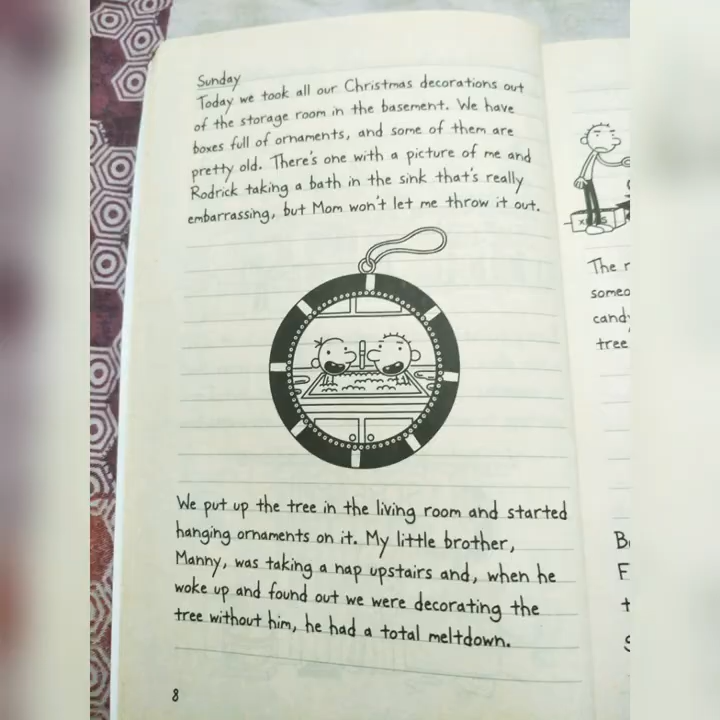 Sunday
Today we took all our Christmas decorations out
of the storage room in the basement. We have
boxes full of ornaments, and some of them are
pretty old. There's one with a picture of me and
Rodrick taking a bath in the sink that's really
embarrassing, but Mom won't let me throw it out.
We put up the tree in the living room and started
hanging ornaments on it. My little brother,
Manny, was taking a nap upstairs and, when he
woke up and found out we were decorating the
tree without him, he had a total meltdown.
8
The
tree